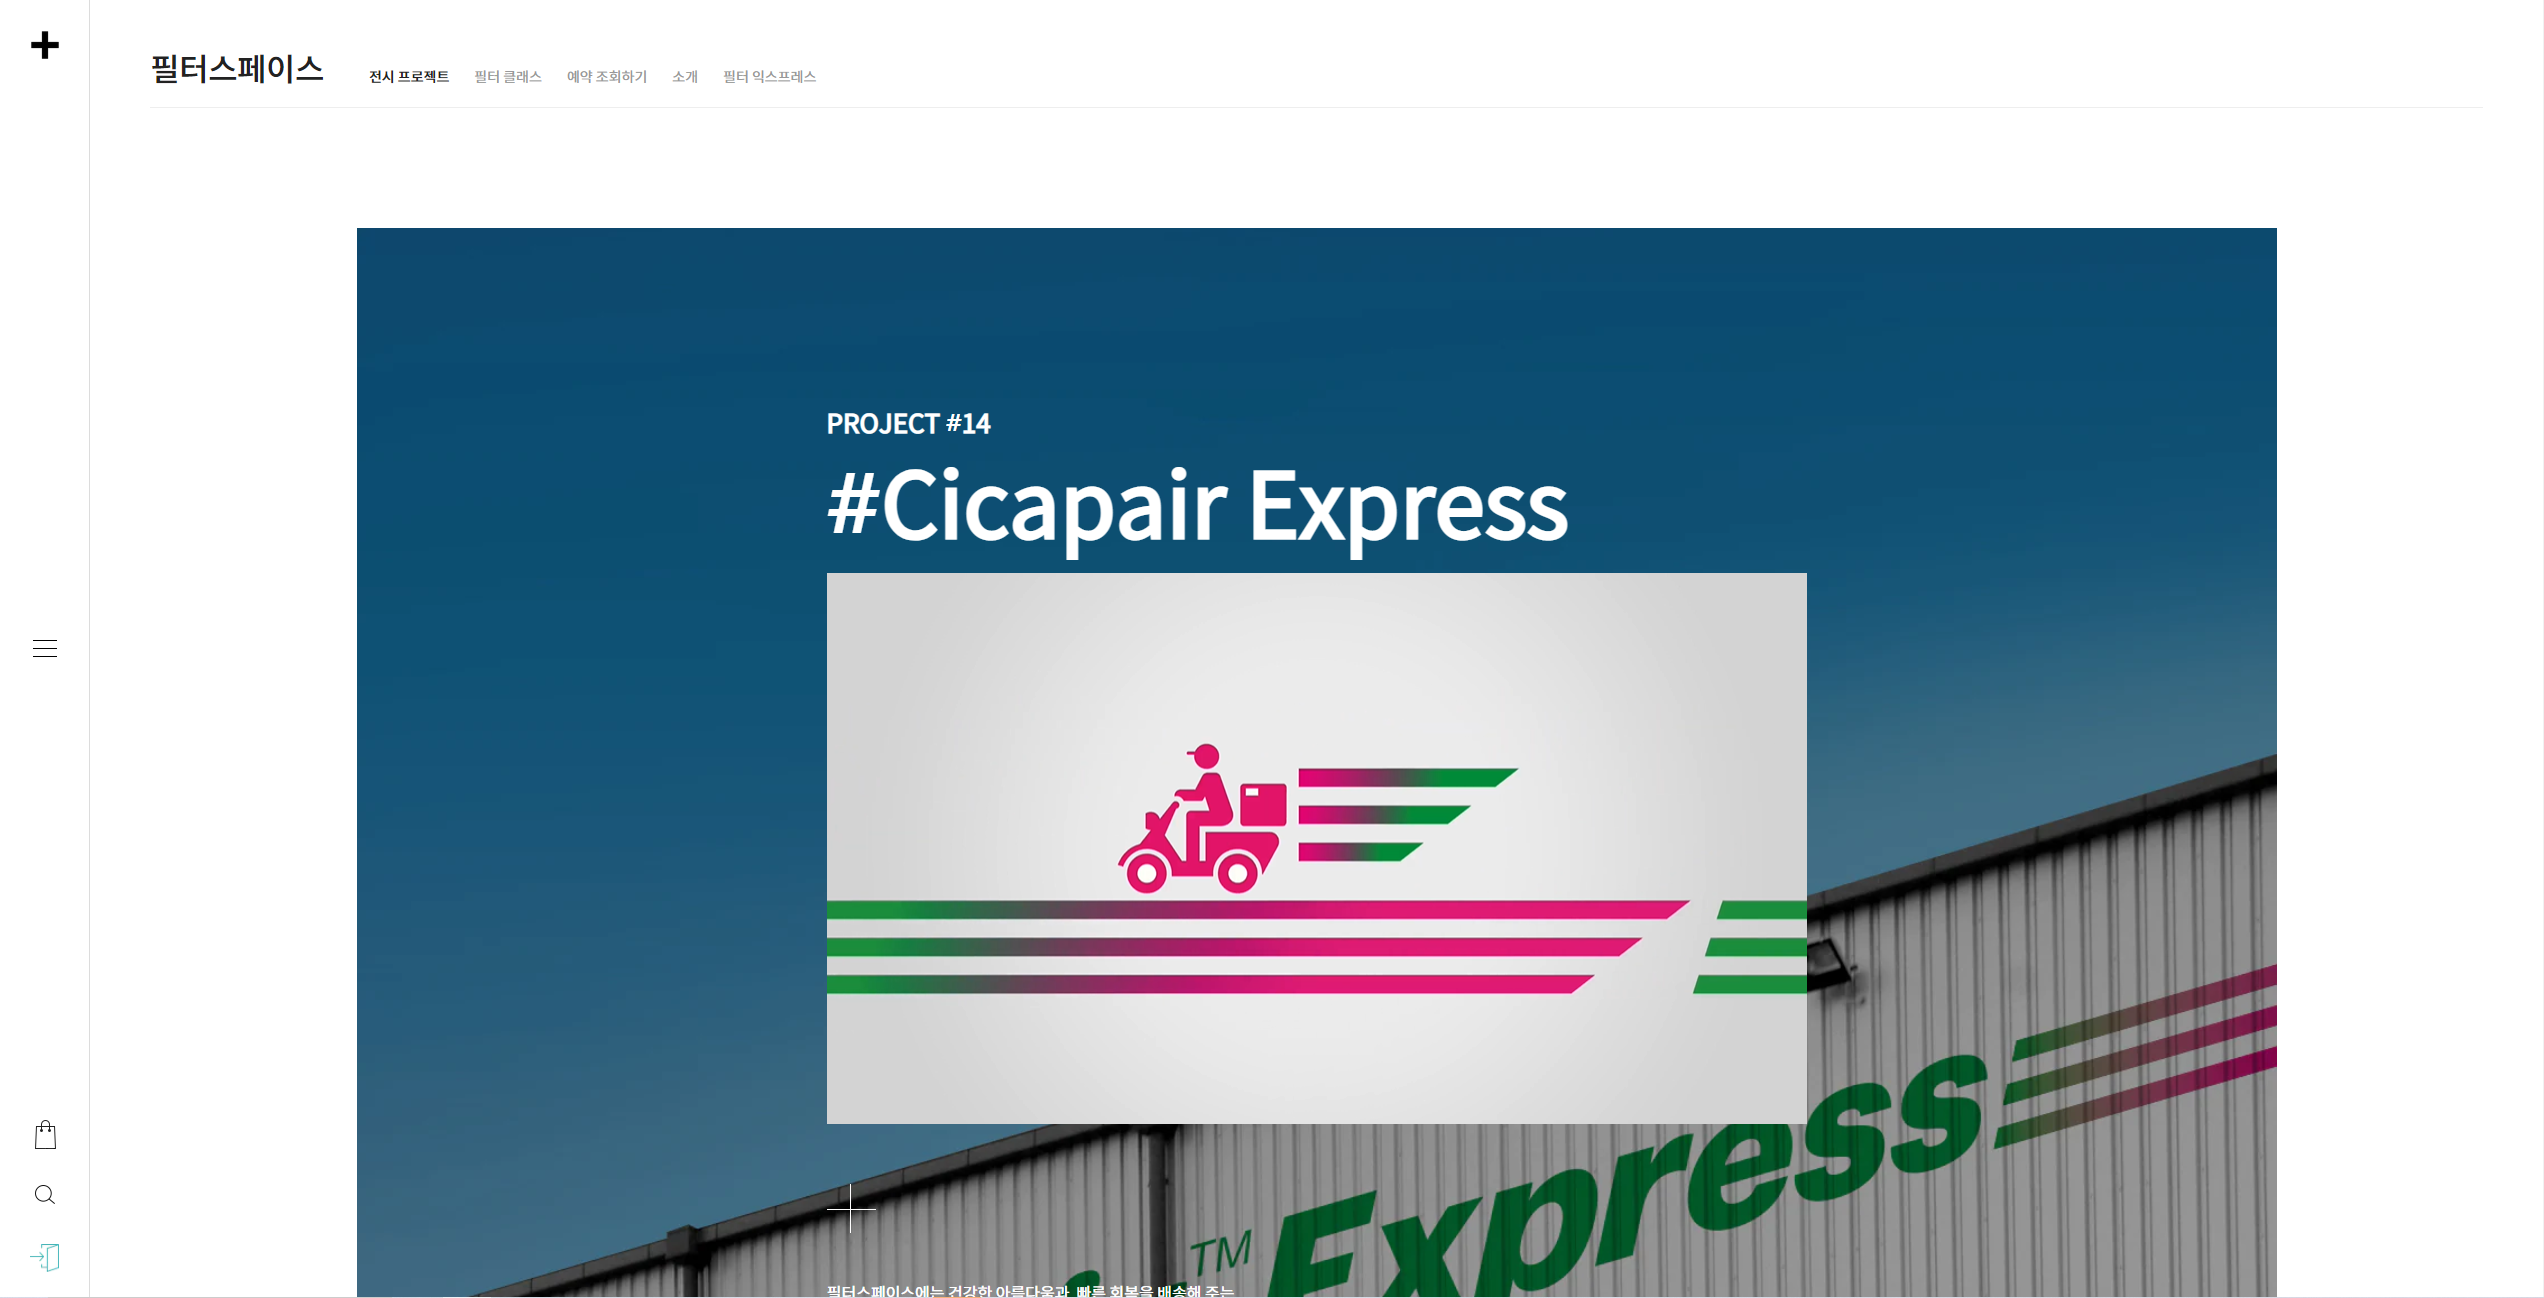 필터스페이스
전시 프로젝트 필터 클래스 예약 조회하기 소개 필터 익스프레스
PROJECT #14
#Cicapair Express
TM Express
필터스페이스에는 건강한 아름다움과, 빠른 회복을 배송해 주는